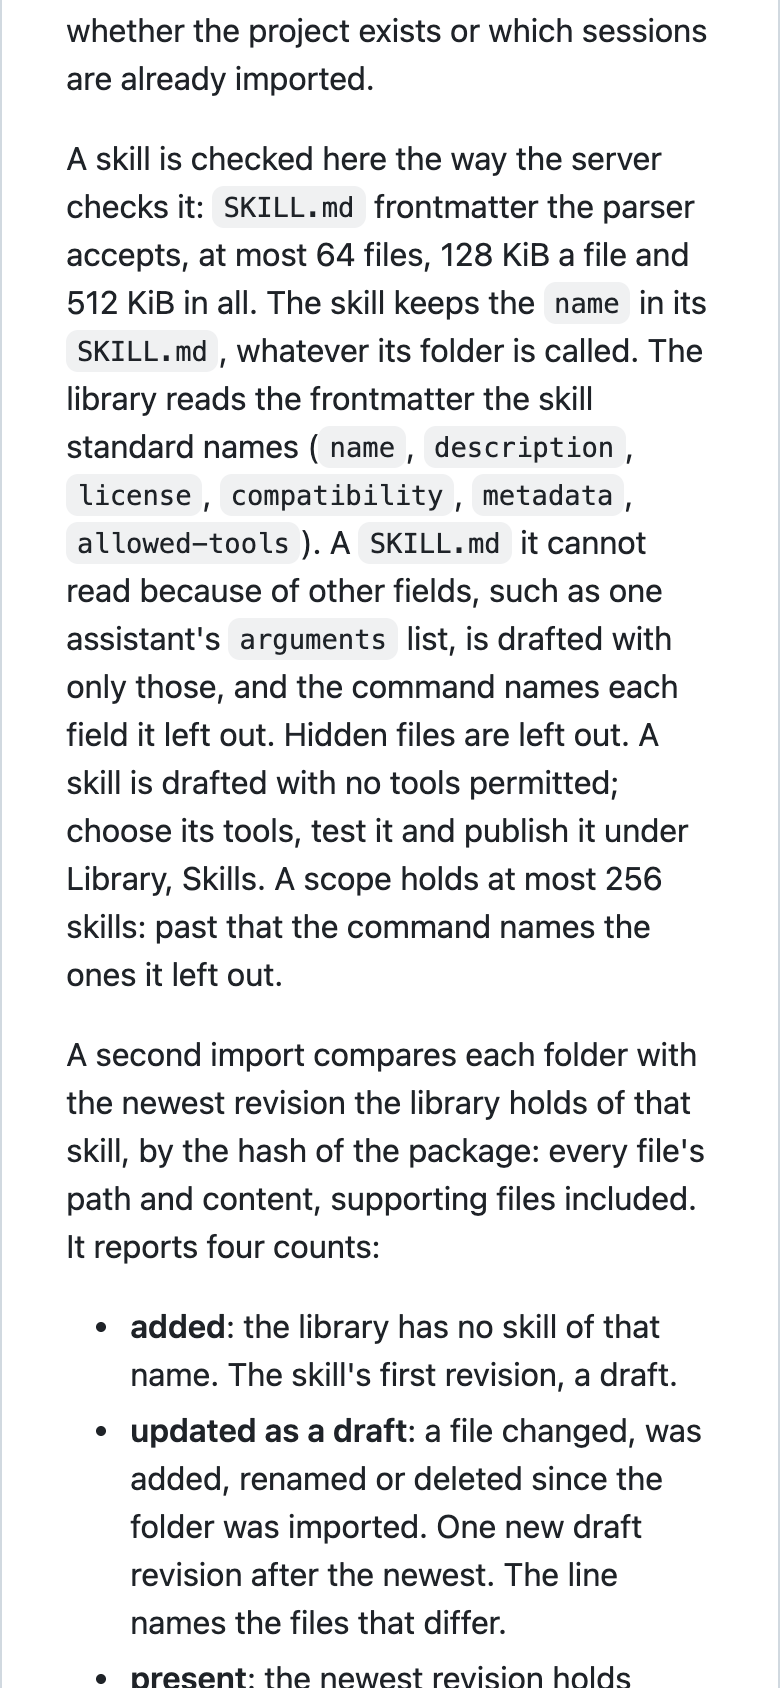 whether the project exists or which sessions
are already imported.
A skill is checked here the way the server
checks it: SKILL.md frontmatter the parser
accepts, at most 64 files, 128 KiB a file and
512 KiB in all. The skill keeps the name in its
SKILL.md, whatever its folder is called. The
library reads the frontmatter the skill
standard names (name, description,
license, compatibility, metadata,
allowed-tools). A SKILL.md it cannot
read because of other fields, such as one
assistant's arguments list, is drafted with
only those, and the command names each
field it left out. Hidden files are left out. A
skill is drafted with no tools permitted;
choose its tools, test it and publish it under
Library, Skills. A scope holds at most 256
skills: past that the command names the
ones it left out.
A second import compares each folder with
the newest revision the library holds of that
skill, by the hash of the package: every file's
path and content, supporting files included.
It reports four counts:
• added: the library has no skill of that
name. The skill's first revision, a draft.
• updated as a draft: a file changed, was
added, renamed or deleted since the
folder was imported. One new draft
revision after the newest. The line
names the files that differ.
• present: the newest revision holds